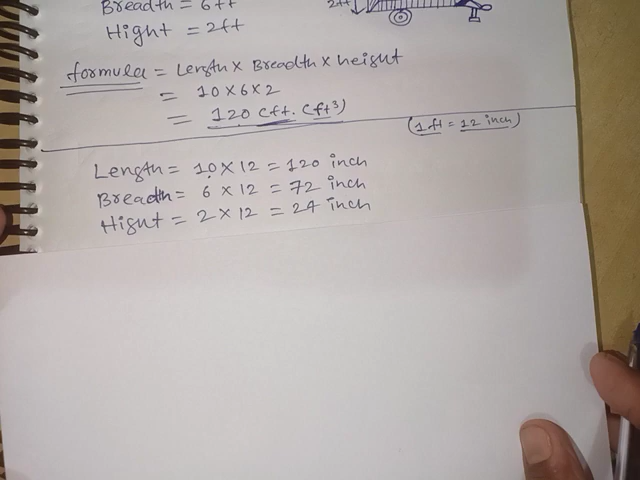 Breadth = 6ft
Hight = 2ft
2ft
formula = Length x Breadth x height
= 10 x 6 x 2
= 120 cft. (ft³)
(1 ft = 12 inch)
Length = 10 x 12 = 120 inch
Breadth = 6 x 12 = 72 inch
Hight = 2 x 12 = 24 inch